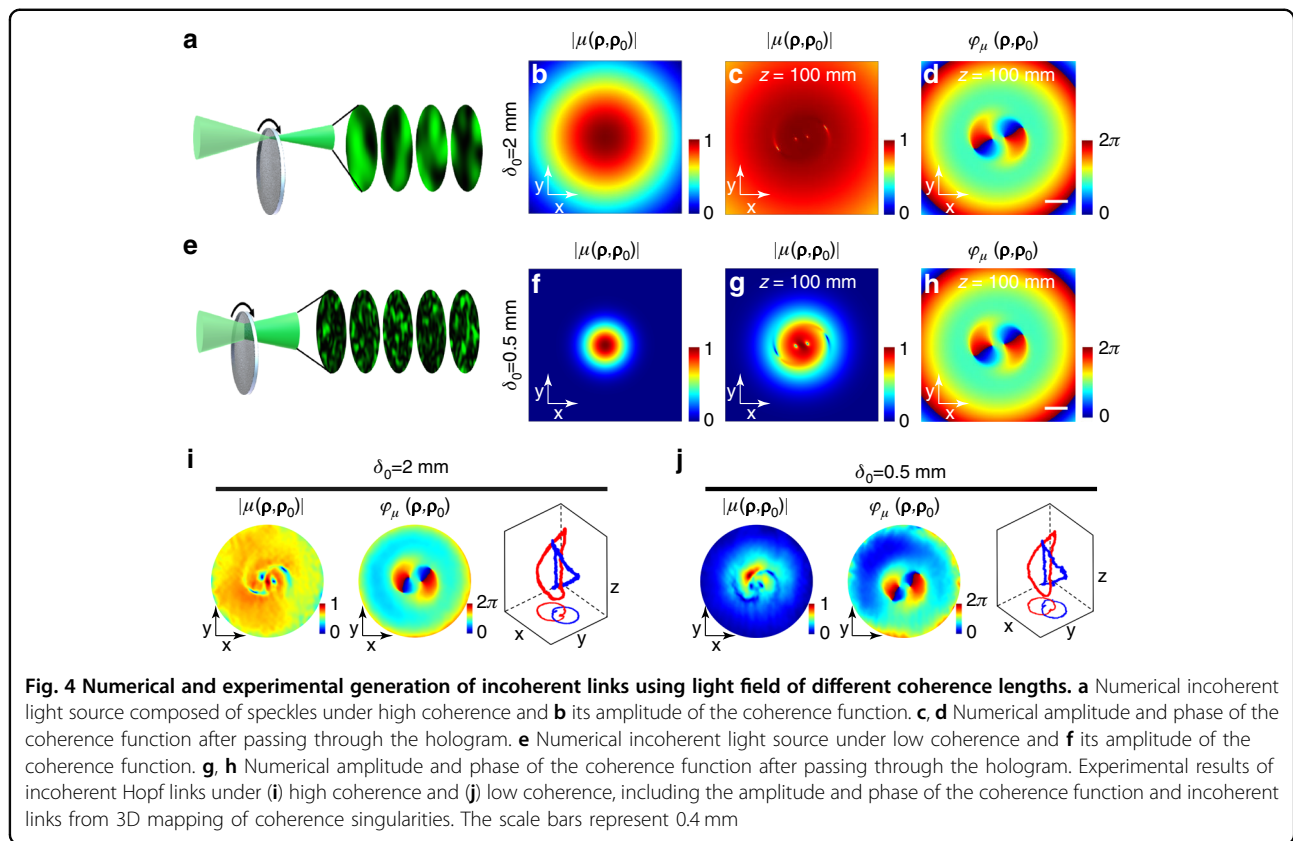 a
|μ(ρ,ρ₀)| |μ(ρ,ρ₀)| φ_μ (ρ,ρ₀)
b c z = 100 mm d z = 100 mm
δ₀=2 mm
1 1 2π
y y y
x x x
0 0 0
e
|μ(ρ,ρ₀)| |μ(ρ,ρ₀)| φ_μ (ρ,ρ₀)
f g z = 100 mm h z = 100 mm
δ₀=0.5 mm
1 1 2π
y y y
x x x
0 0 0
i j
δ₀=2 mm δ₀=0.5 mm
|μ(ρ,ρ₀)| φ_μ (ρ,ρ₀) |μ(ρ,ρ₀)| φ_μ (ρ,ρ₀)
z z
1 2π 1 2π
y y y y
0 0 0 0
x x x y x x x y
Fig. 4 Numerical and experimental generation of incoherent links using light field of different coherence lengths. a Numerical incoherent
light source composed of speckles under high coherence and b its amplitude of the coherence function. c, d Numerical amplitude and phase of the
coherence function after passing through the hologram. e Numerical incoherent light source under low coherence and f its amplitude of the
coherence function. g, h Numerical amplitude and phase of the coherence function after passing through the hologram. Experimental results of
incoherent Hopf links under (i) high coherence and (j) low coherence, including the amplitude and phase of the coherence function and incoherent
links from 3D mapping of coherence singularities. The scale bars represent 0.4 mm